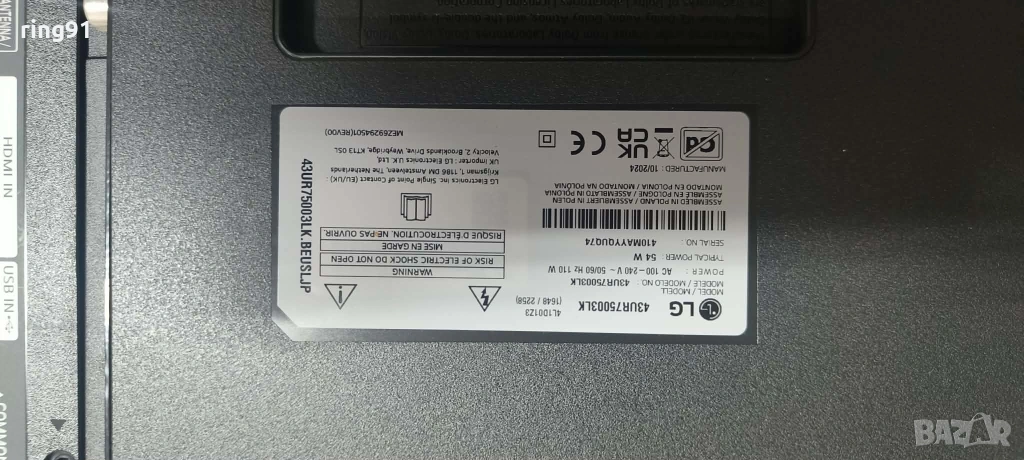 ring91
ANTENNA /
HDMI IN
USB IN
LG
43UR75003LK
4L1D01Z3
(1648 / 2258)
MODEL / MODELL
MODELE / MODELO NO. : 43UR75003LK
POWER : AC 100 - 240 V ~ 50/60 Hz 110 W
TYPICAL POWER : 54 W
SERIAL NO : 410MAYYQUQ74
ASSEMBLED IN POLAND / ASSEMBLIERT IN POLEN
ASSEMBLÉ EN POLOGNE / ASSEMBLATO IN POLONIA
MONTADO EN POLONIA / MONTADO NA POLÓNIA
MANUFACTURED : 10/2024
UK CA CE
WARNING
RISK OF ELECTRIC SHOCK DO NOT OPEN
MISE EN GARDE
RISQUE D'ÉLECTROCUTION, NE PAS OUVRIR.
LG Electronics Inc. Single Point of Contact (EU/UK) :
Krijgsman 1, 1186 DM Amstelveen, The Netherlands
UK importer : LG Electronics U.K. Ltd,
Velocity 2, Brooklands Drive, Weybridge, KT13 0SL
MEZ69294501(REV00)
43UR75003LK.BEUSLJP
BAZAR